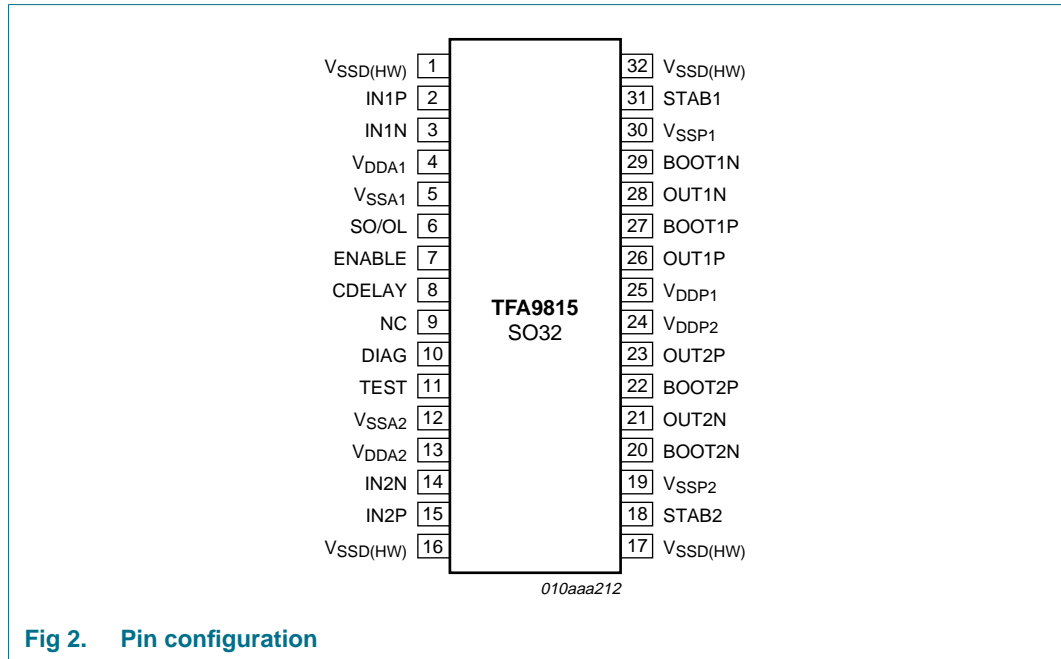 VSSD(HW) 1 32 VSSD(HW)
IN1P 2 31 STAB1
IN1N 3 30 VSSP1
VDDA1 4 29 BOOT1N
VSSA1 5 28 OUT1N
SO/OL 6 27 BOOT1P
ENABLE 7 26 OUT1P
CDELAY 8 25 VDDP1
TFA9815
NC 9 24 VDDP2
SO32
DIAG 10 23 OUT2P
TEST 11 22 BOOT2P
VSSA2 12 21 OUT2N
VDDA2 13 20 BOOT2N
IN2N 14 19 VSSP2
IN2P 15 18 STAB2
VSSD(HW) 16 17 VSSD(HW)
010aaa212
Fig 2. Pin configuration